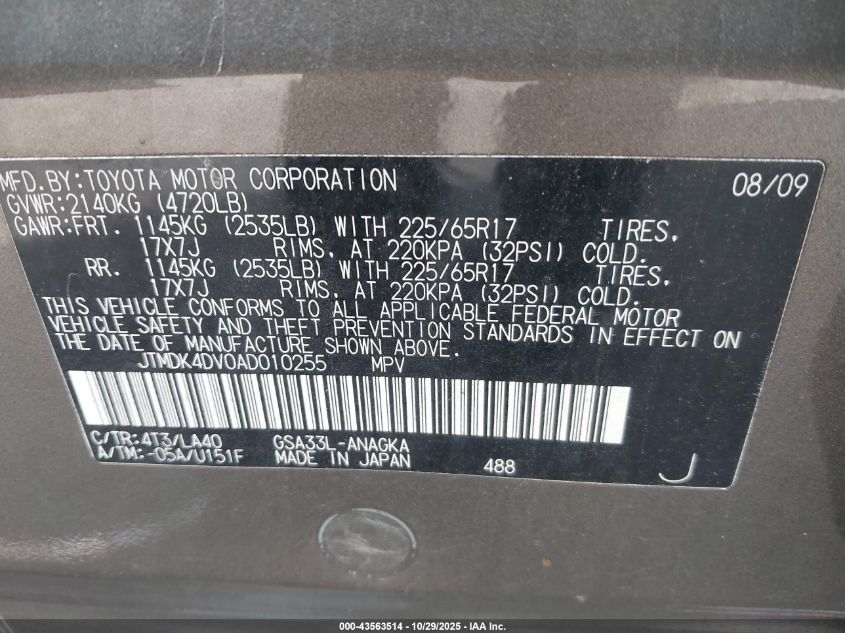 MFD.BY:TOYOTA MOTOR CORPORATION 08/09
GVWR:2140KG (4720LB)
GAWR:FRT. 1145KG (2535LB) WITH 225/65R17 TIRES,
17X7J RIMS, AT 220KPA (32PSI) COLD.
RR. 1145KG (2535LB) WITH 225/65R17 TIRES,
17X7J RIMS, AT 220KPA (32PSI) COLD.
THIS VEHICLE CONFORMS TO ALL APPLICABLE FEDERAL MOTOR
VEHICLE SAFETY AND THEFT PREVENTION STANDARDS IN EFFECT ON
THE DATE OF MANUFACTURE SHOWN ABOVE.
JTMDK4DV0AD010255 MPV
C/TR:4T3/LA40 GSA33L-ANAGKA
A/TM:-05A/U151F MADE IN JAPAN 488 J
000-43563514 - 10/29/2025 - IAA Inc.